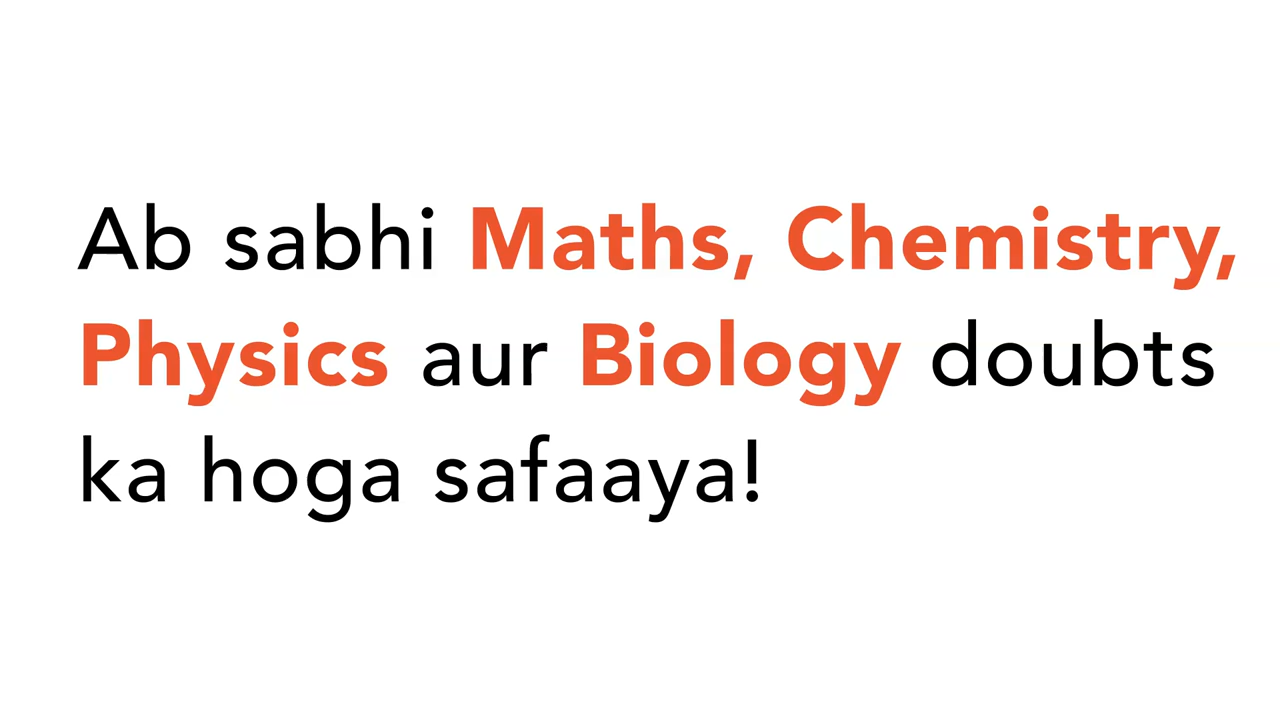 Ab sabhi Maths, Chemistry,
Physics aur Biology doubts
ka hoga safaaya!